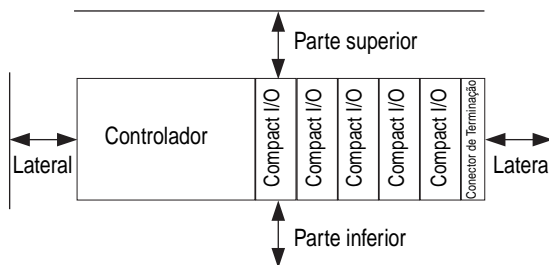 Parte superior
Controlador
Compact I/O
Compact I/O
Compact I/O
Compact I/O
Compact I/O
Conector de Terminação
Lateral
Latera
Parte inferior